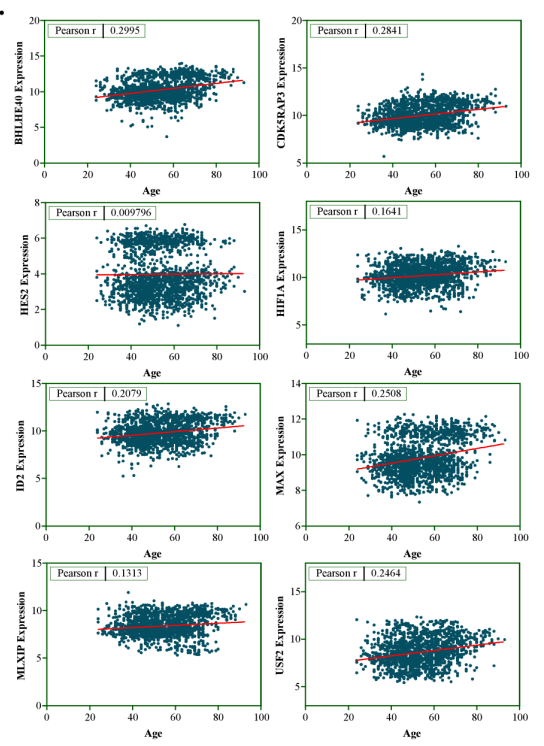 Pearson r 0.2995
BHLHE40 Expression
20
15
10
5
0
0 20 40 60 80 100
Age
Pearson r 0.2841
CDK5RAP3 Expression
20
15
10
5
0 20 40 60 80 100
Age
Pearson r 0.009796
HES2 Expression
8
6
4
2
0
0 20 40 60 80 100
Age
Pearson r 0.1641
HIF1A Expression
15
10
5
0 20 40 60 80 100
Age
Pearson r 0.2079
ID2 Expression
15
10
5
0
0 20 40 60 80 100
Age
Pearson r 0.2508
MAX Expression
14
12
10
8
6
0 20 40 60 80 100
Age
Pearson r 0.1313
MLXIP Expression
15
10
5
0
0 20 40 60 80 100
Age
Pearson r 0.2464
USF2 Expression
15
10
5
0 20 40 60 80 100
Age